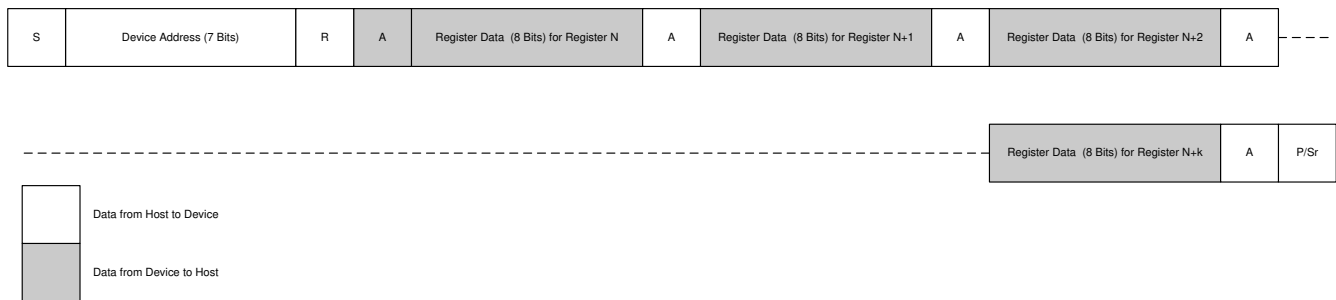 S Device Address (7 Bits) R A Register Data (8 Bits) for Register N A Register Data (8 Bits) for Register N+1 A Register Data (8 Bits) for Register N+2 A
Register Data (8 Bits) for Register N+k A P/Sr
Data from Host to Device
Data from Device to Host